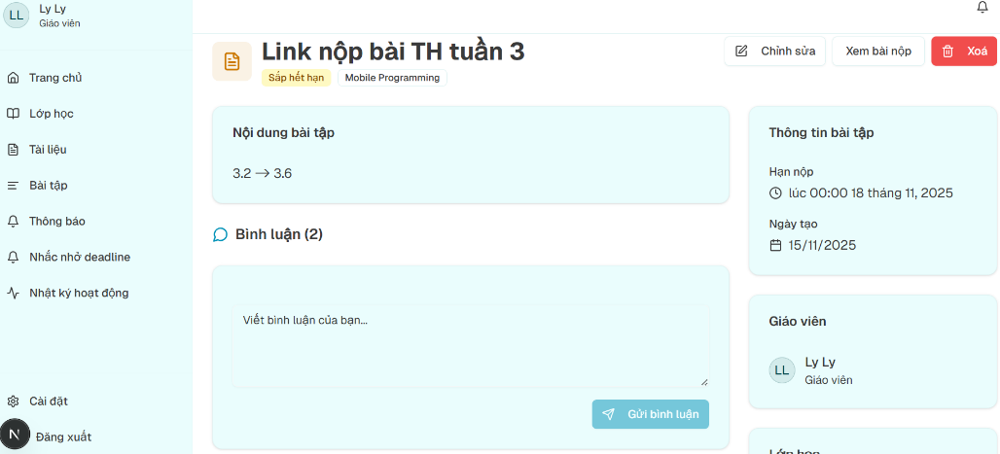 LL
Ly Ly
Giáo viên
Trang chủ
Lớp học
Tài liệu
Bài tập
Thông báo
Nhắc nhở deadline
Nhật ký hoạt động
Cài đặt
N
Đăng xuất
Link nộp bài TH tuần 3
Sắp hết hạn
Mobile Programming
Chỉnh sửa
Xem bài nộp
Xoá
Nội dung bài tập
3.2 → 3.6
Bình luận (2)
Viết bình luận của bạn...
Gửi bình luận
Thông tin bài tập
Hạn nộp
lúc 00:00 18 tháng 11, 2025
Ngày tạo
15/11/2025
Giáo viên
LL
Ly Ly
Giáo viên
Lớp học